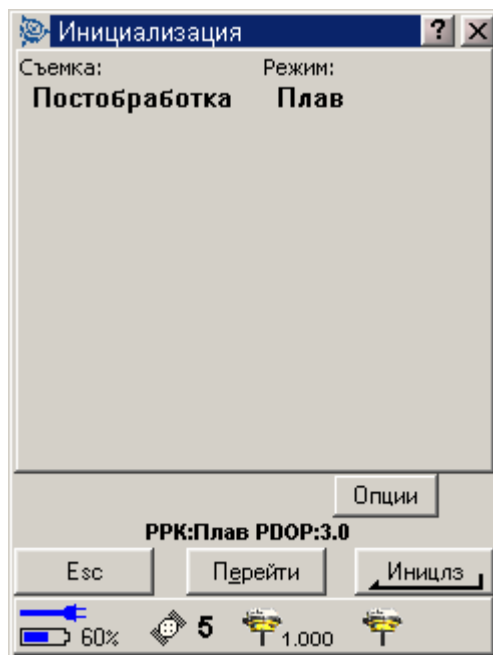 Инициализация ? X
Съемка: Режим:
Постобработка Плав
Опции
PPK:Плав PDOP:3.0
Esc Перейти Иницлз
60% 5 1.000